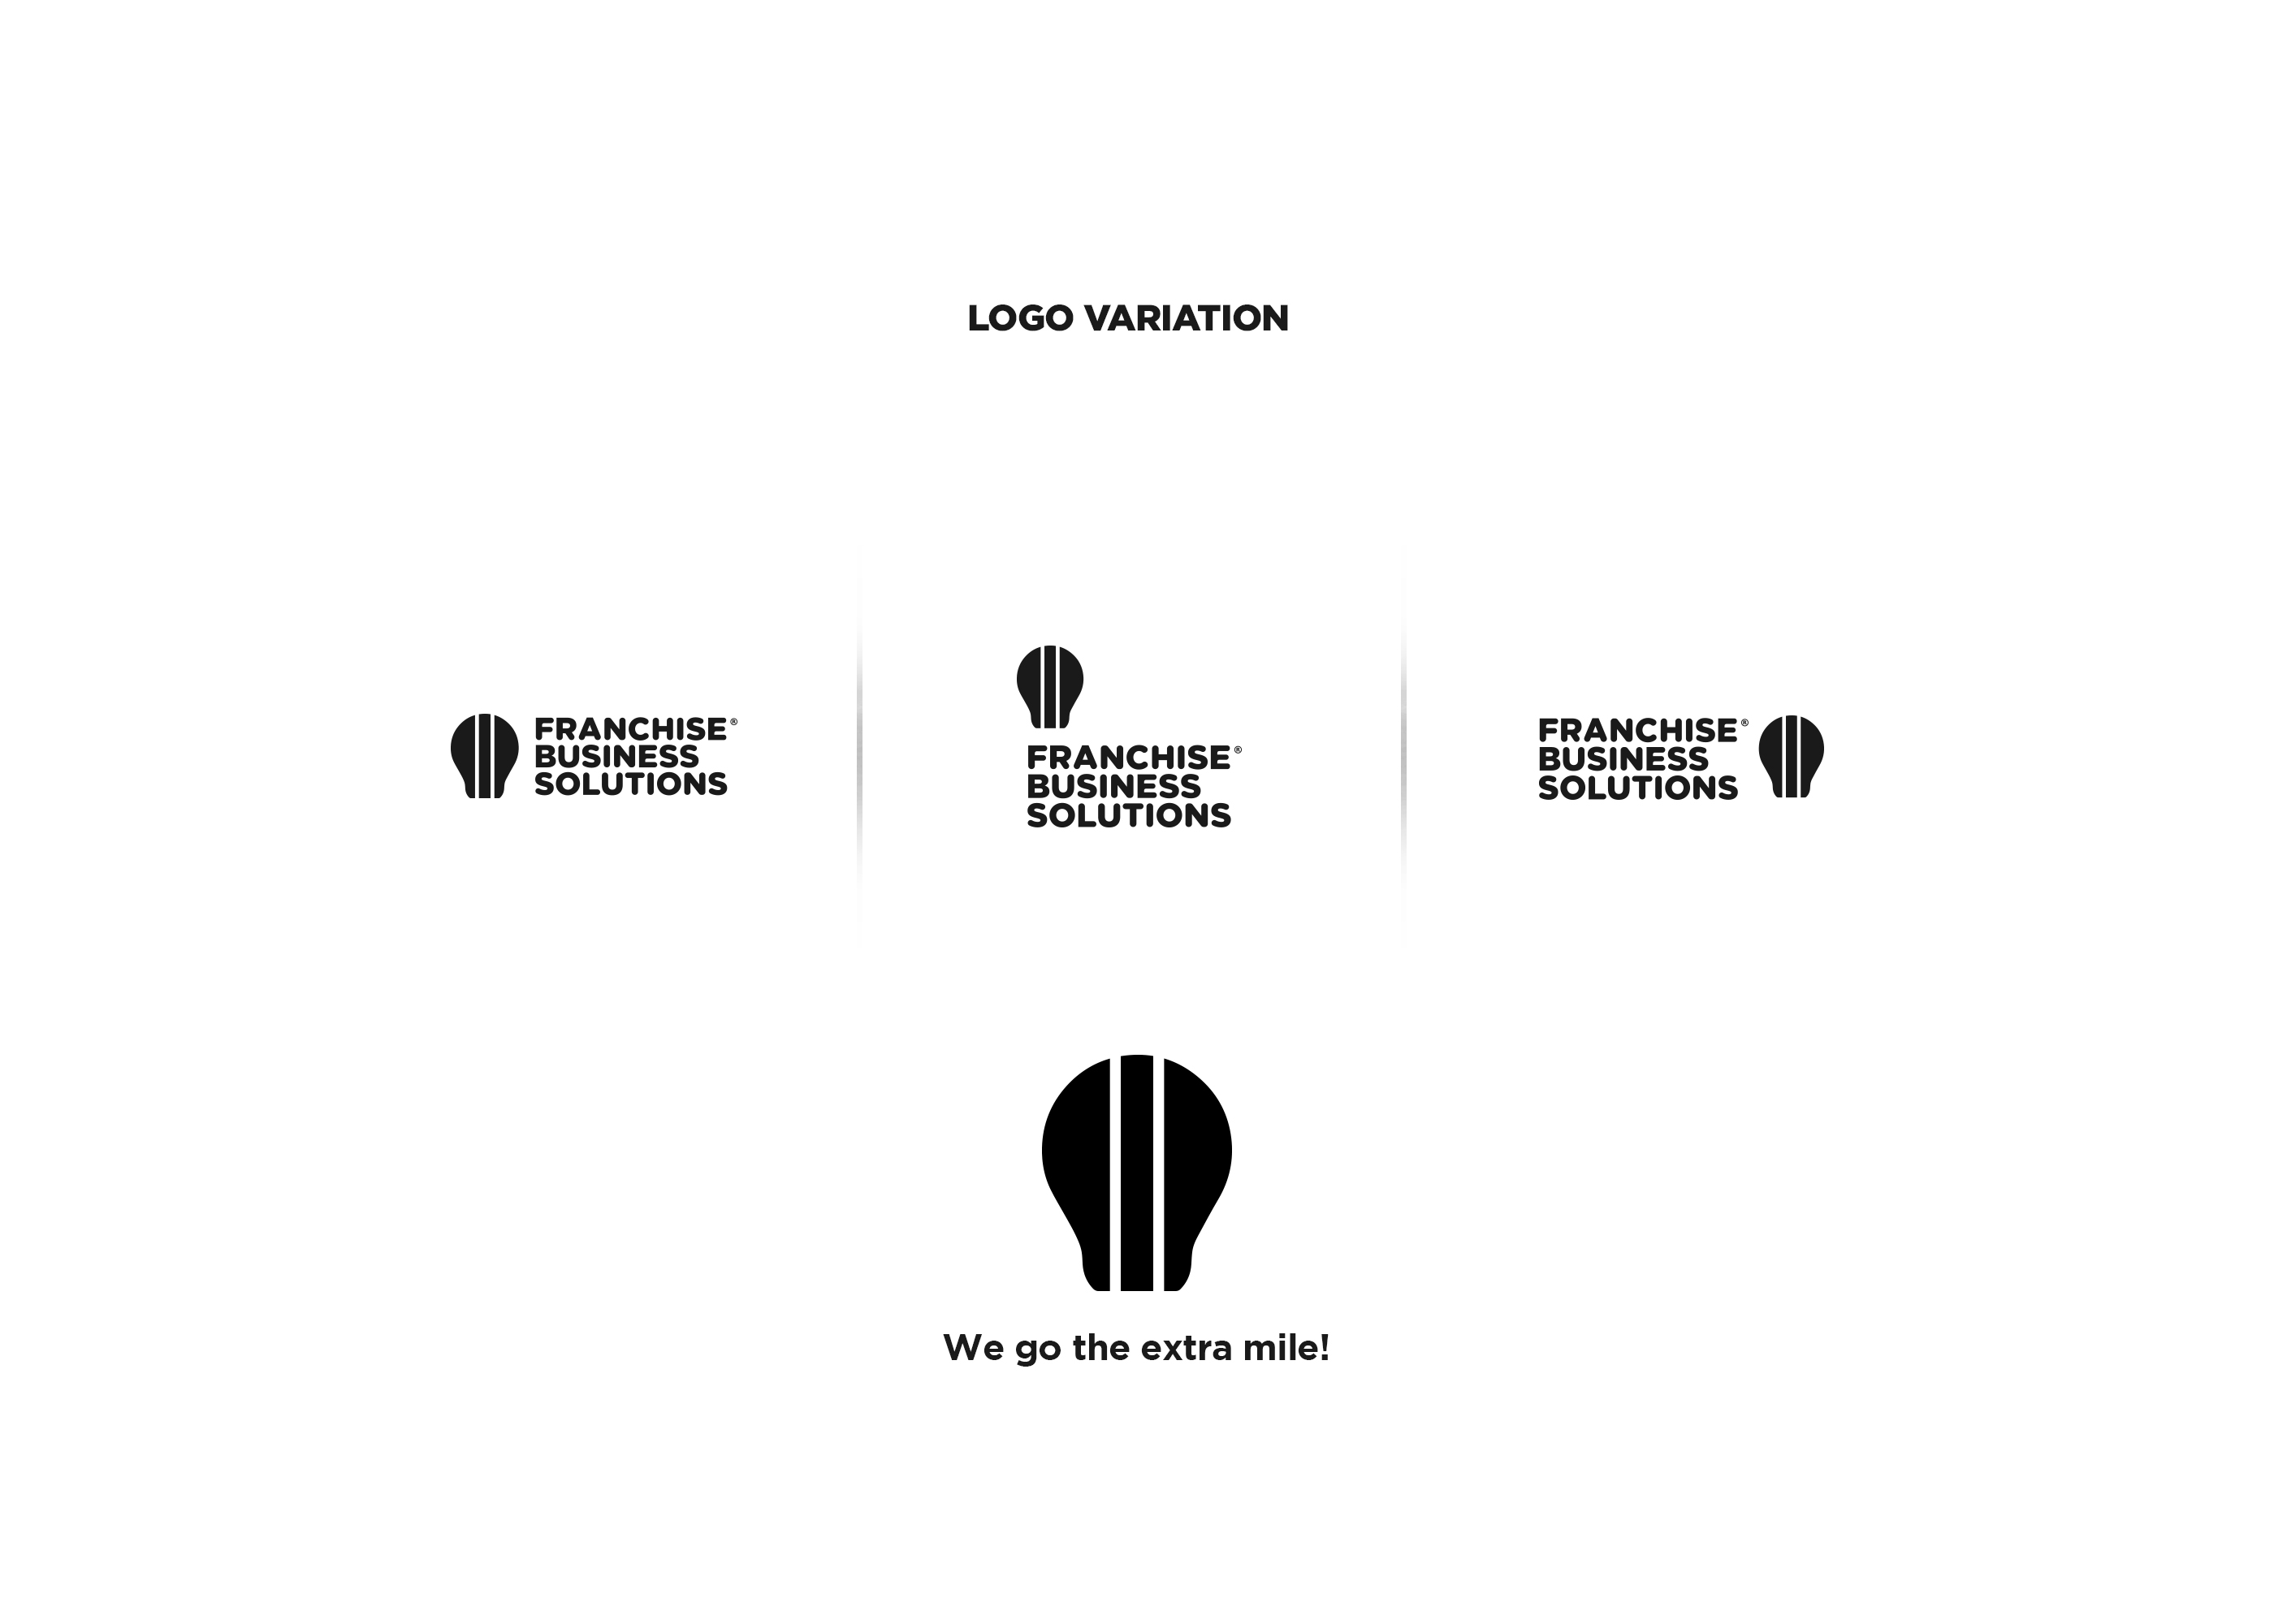 LOGO VARIATION
FRANCHISE®
BUSINESS
SOLUTIONS
FRANCHISE®
BUSINESS
SOLUTIONS
FRANCHISE®
BUSINESS
SOLUTIONS
We go the extra mile!